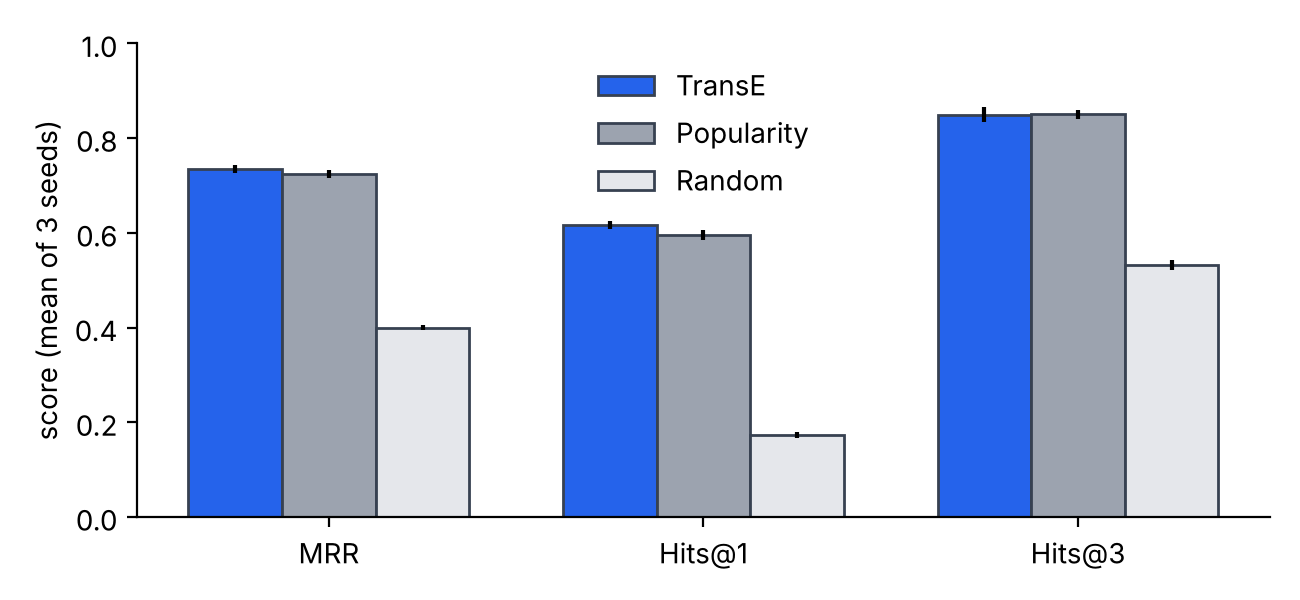 1.0
0.8
0.6
0.4
0.2
0.0
score (mean of 3 seeds)
TransE
Popularity
Random
MRR
Hits@1
Hits@3